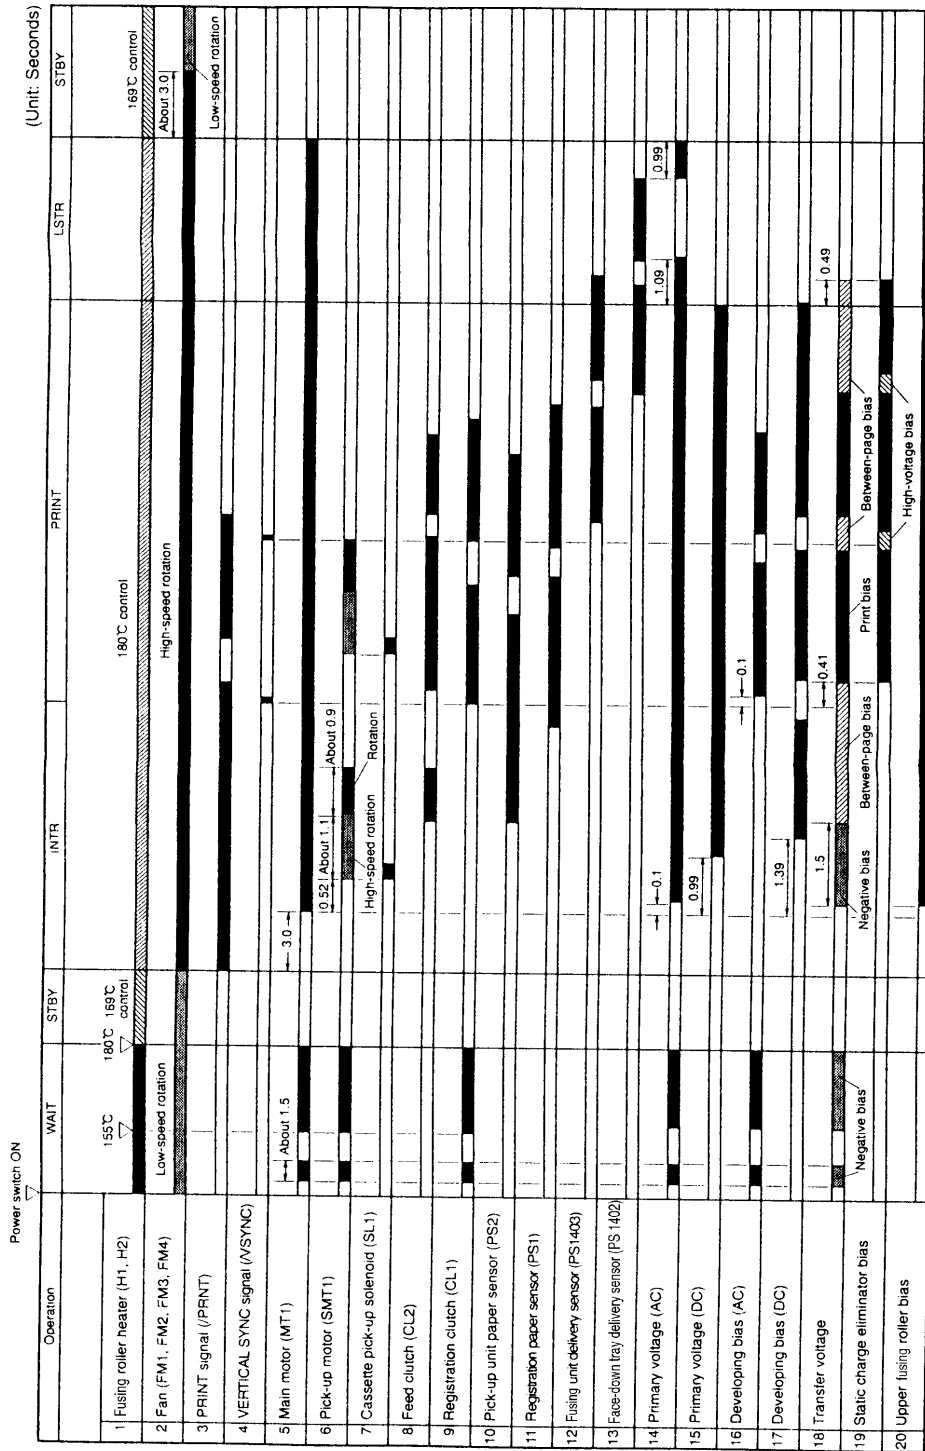 (Unit: Seconds)
Power switch ON
Operation
WAIT
STBY
INTR
PRINT
LSTR
STBY
155℃
180℃
169℃
control
180℃ control
169℃ control
1 Fusing roller heater (H1, H2)
2 Fan (FM1, FM2, FM3, FM4)
Low-speed rotation
High-speed rotation
About 3.0
Low-speed rotation
3 PRINT signal (/PRNT)
4 VERTICAL SYNC signal (/VSYNC)
5 Main motor (MT1)
About 1.5
3.0
0.52
About 1.1
About 0.9
6 Pick-up motor (SMT1)
High-speed rotation
Rotation
7 Cassette pick-up solenoid (SL1)
8 Feed clutch (CL2)
9 Registration clutch (CL1)
10 Pick-up unit paper sensor (PS2)
11 Registration paper sensor (PS1)
12 Fusing unit delivery sensor (PS1403)
13 Face-down tray delivery sensor (PS 1402)
14 Primary voltage (AC)
0.1
1.09
0.99
15 Primary voltage (DC)
0.99
16 Developing bias (AC)
0.1
17 Developing bias (DC)
1.39
18 Transfer voltage
1.5
0.41
0.49
Negative bias
Negative bias
Between-page bias
Print bias
Between-page bias
19 Static charge eliminator bias
High-voltage bias
20 Upper fusing roller bias